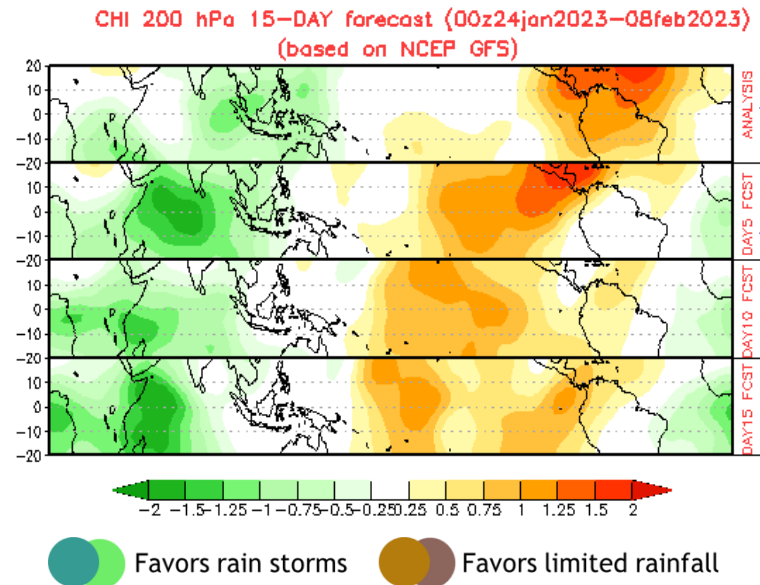 CHI 200 hPa 15-DAY forecast (00z24jan2023-08feb2023)
(based on NCEP GFS)
20
10
0
-10
-20
ANALYSIS
10
0
-10
-20
DAY5 FCST
10
0
-10
-20
DAY10 FCST
10
0
-10
-20
DAY15 FCST
-2 -1.5 -1.25 -1 -0.75 -0.5 -0.25 0.25 0.5 0.75 1 1.25 1.5 2
Favors rain storms Favors limited rainfall